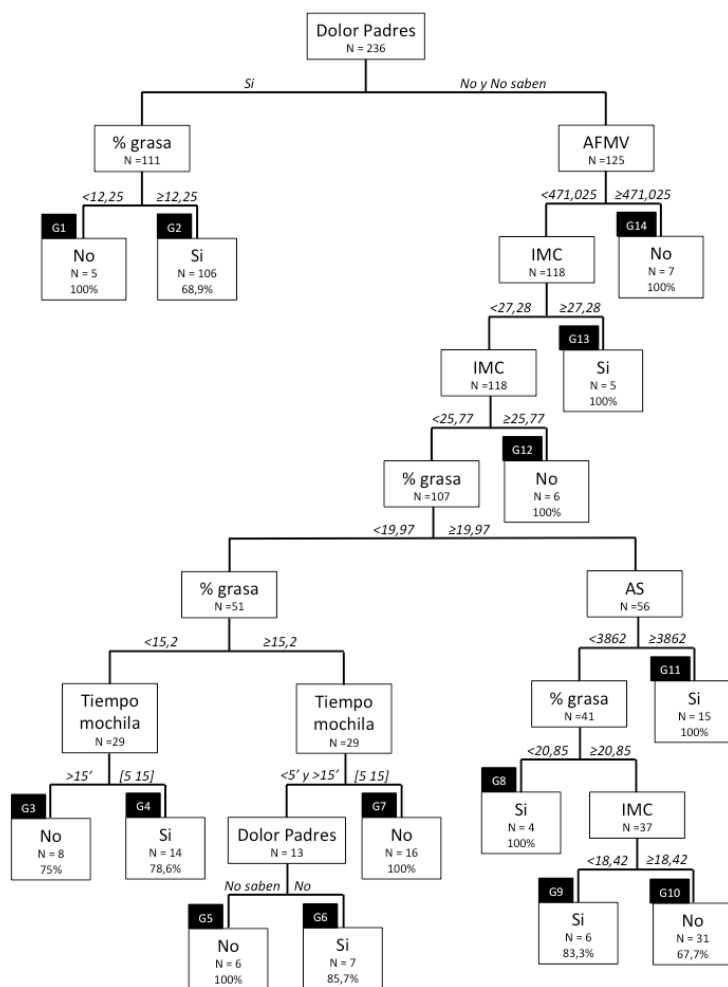 Dolor Padres
N = 236
Si
No y No saben
% grasa
N =111
AFMV
N =125
<12,25
≥12,25
<471,025
≥471,025
G1
G2
G14
No
N = 5
100%
Si
N = 106
68,9%
IMC
N =118
No
N = 7
100%
<27,28
≥27,28
G13
IMC
N =118
Si
N = 5
100%
<25,77
≥25,77
G12
% grasa
N =107
No
N = 6
100%
<19,97
≥19,97
% grasa
N =51
AS
N =56
<15,2
≥15,2
<3862
≥3862
G11
Tiempo
mochila
N =29
Tiempo
mochila
N =29
% grasa
N =41
Si
N = 15
100%
>15’
[5 15]
<5’ y >15’
[5 15]
<20,85
≥20,85
G3
G4
G7
G8
No
N = 8
75%
Si
N = 14
78,6%
Dolor Padres
N = 13
No
N = 16
100%
Si
N = 4
100%
IMC
N =37
No saben
No
<18,42
≥18,42
G5
G6
G9
G10
No
N = 6
100%
Si
N = 7
85,7%
Si
N = 6
83,3%
No
N = 31
67,7%